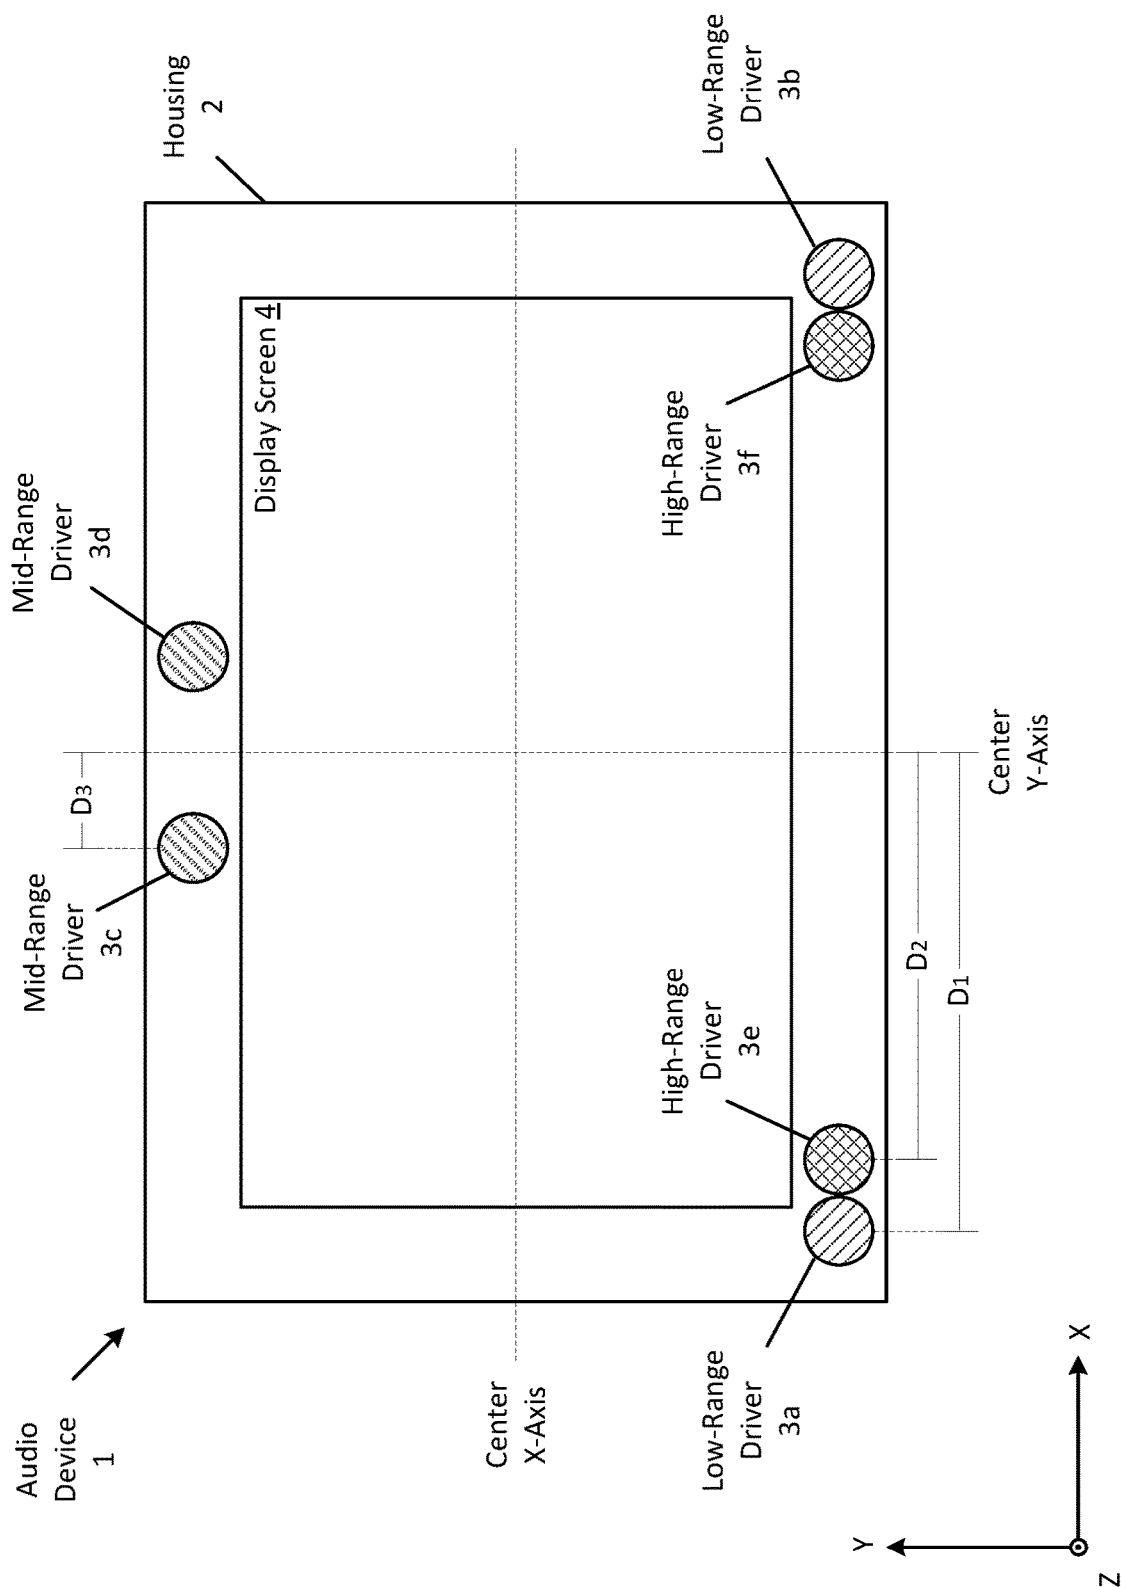 Audio
Device
1
Mid-Range
Driver
3c
D3
Mid-Range
Driver
3d
Housing
2
Display Screen 4
Center
X-Axis
Low-Range
Driver
3a
High-Range
Driver
3e
High-Range
Driver
3f
Low-Range
Driver
3b
D2
D1
Center
Y-Axis
Y
X
Z